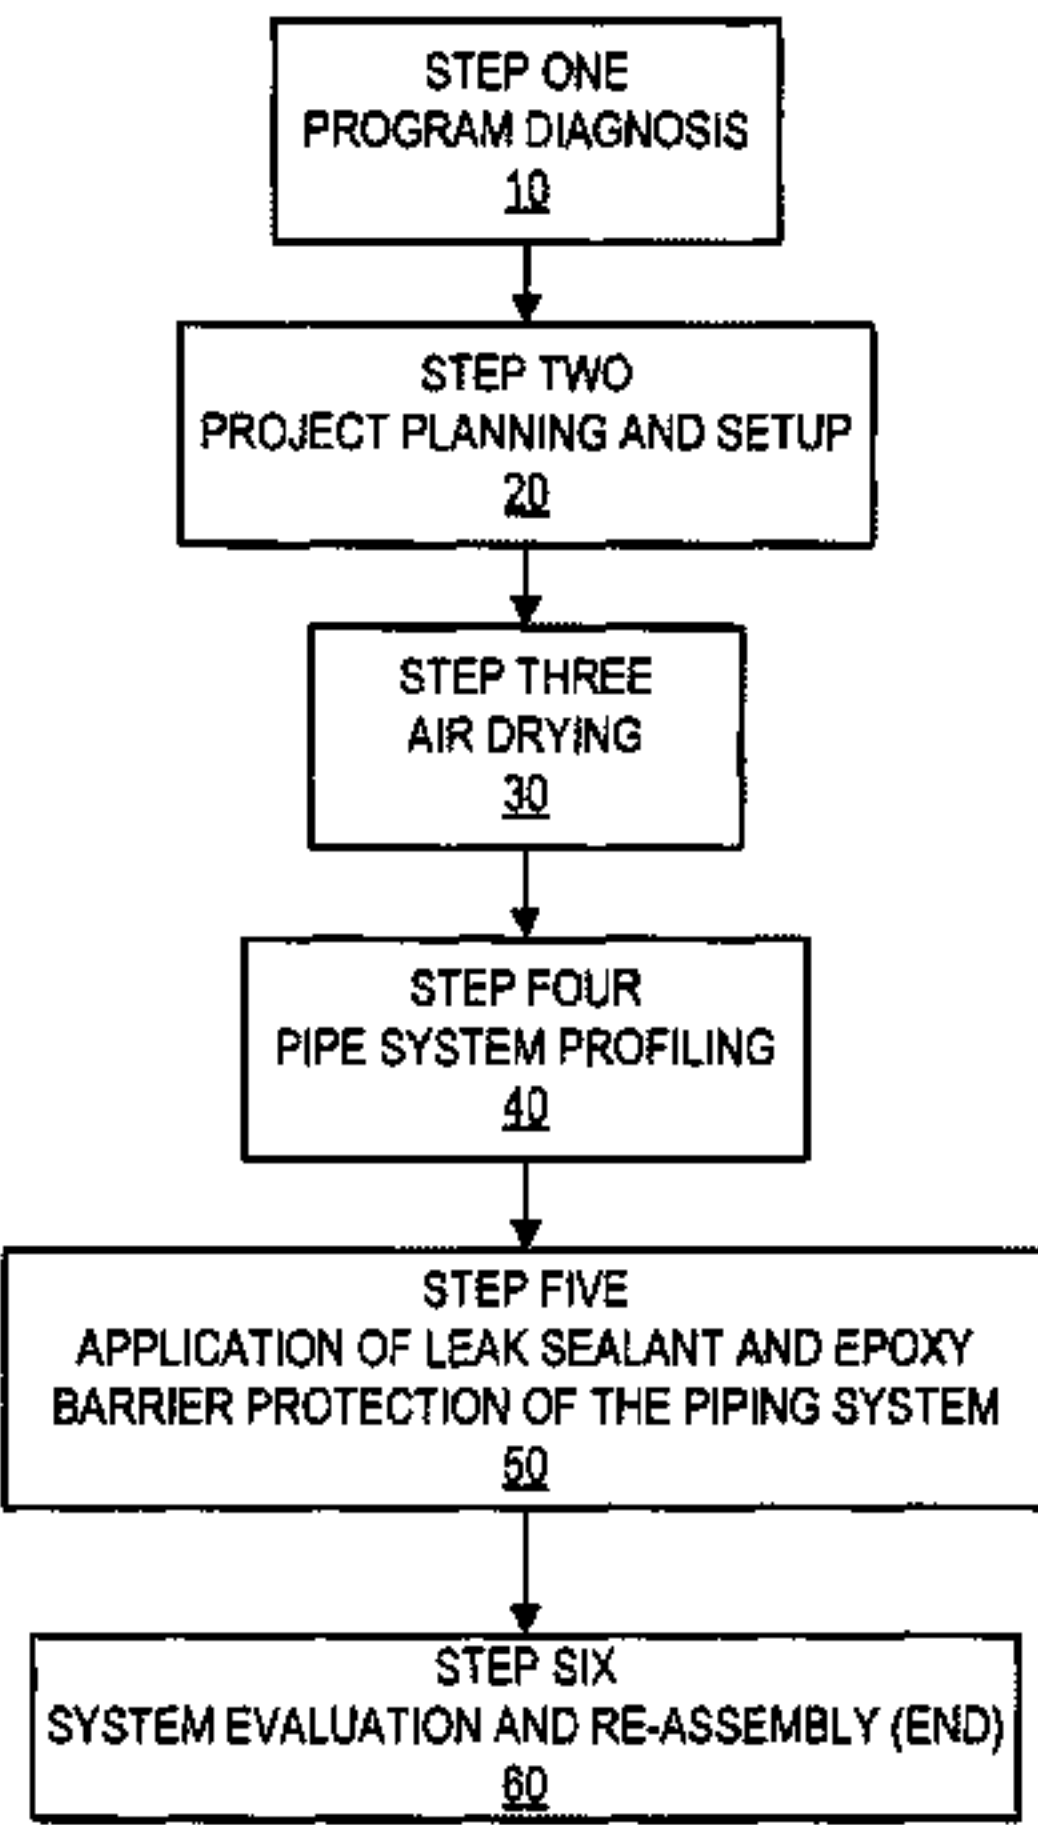 STEP ONE
PROGRAM DIAGNOSIS
10
STEP TWO
PROJECT PLANNING AND SETUP
20
STEP THREE
AIR DRYING
30
STEP FOUR
PIPE SYSTEM PROFILING
40
STEP FIVE
APPLICATION OF LEAK SEALANT AND EPOXY
BARRIER PROTECTION OF THE PIPING SYSTEM
50
STEP SIX
SYSTEM EVALUATION AND RE-ASSEMBLY (END)
60